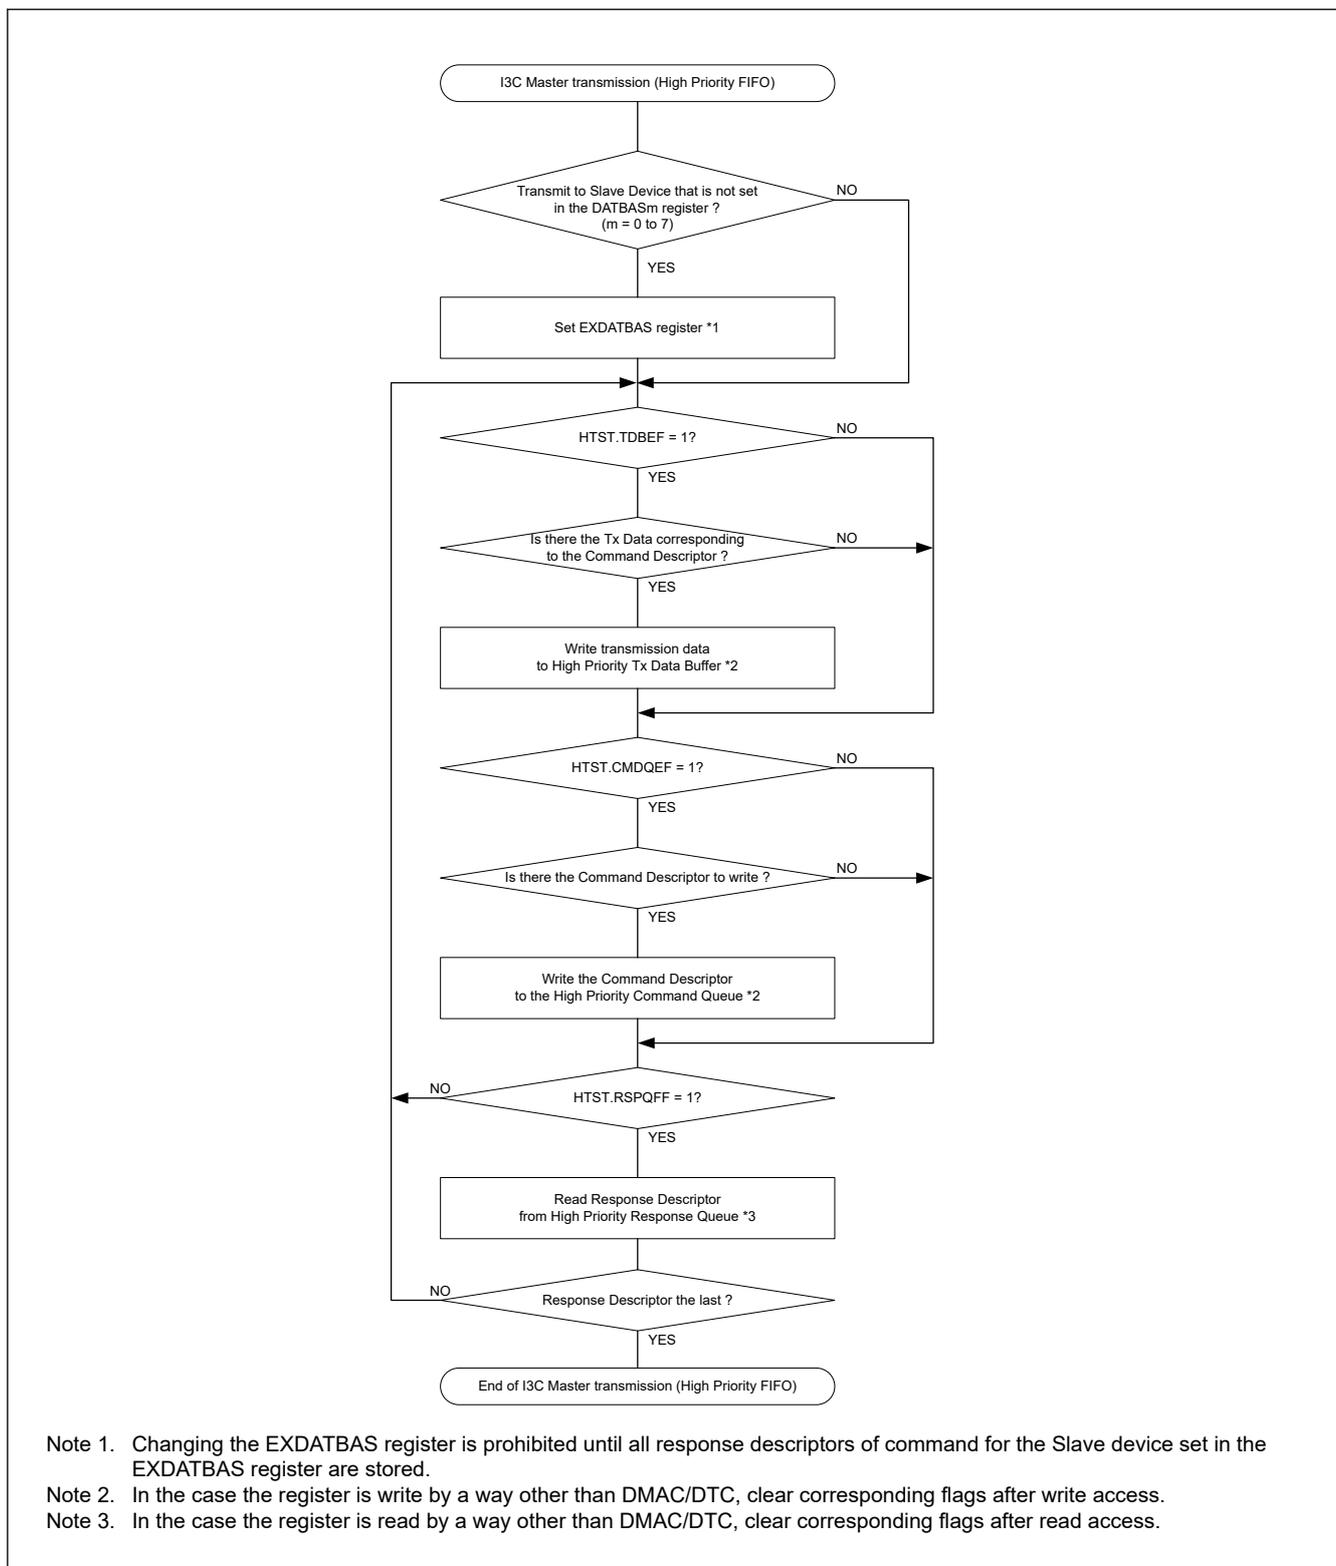 I3C Master transmission (High Priority FIFO)
Transmit to Slave Device that is not set
in the DATBASm register ?
(m = 0 to 7)
NO
YES
Set EXDATBAS register *1
HTST.TDBEF = 1?
NO
YES
Is there the Tx Data corresponding
to the Command Descriptor ?
NO
YES
Write transmission data
to High Priority Tx Data Buffer *2
HTST.CMDQEF = 1?
NO
YES
Is there the Command Descriptor to write ?
NO
YES
Write the Command Descriptor
to the High Priority Command Queue *2
NO
HTST.RSPQFF = 1?
YES
Read Response Descriptor
from High Priority Response Queue *3
NO
Response Descriptor the last ?
YES
End of I3C Master transmission (High Priority FIFO)
Note 1. Changing the EXDATBAS register is prohibited until all response descriptors of command for the Slave device set in the
EXDATBAS register are stored.
Note 2. In the case the register is write by a way other than DMAC/DTC, clear corresponding flags after write access.
Note 3. In the case the register is read by a way other than DMAC/DTC, clear corresponding flags after read access.